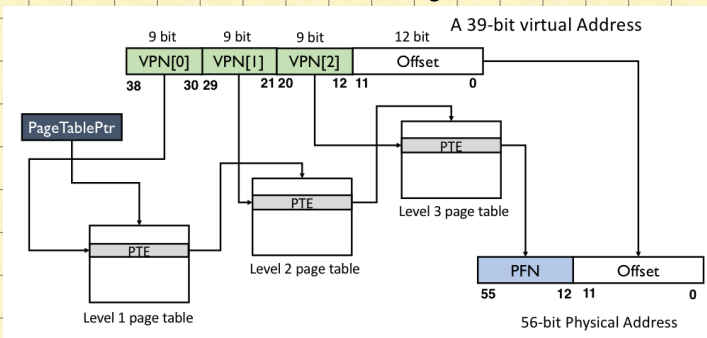 A 39-bit virtual Address
9 bit 9 bit 9 bit 12 bit
VPN[0] VPN[1] VPN[2] Offset
38 30 29 21 20 12 11 0
PageTablePtr
PTE
Level 3 page table
PTE
Level 2 page table
PTE
Level 1 page table
PFN Offset
55 12 11 0
56-bit Physical Address